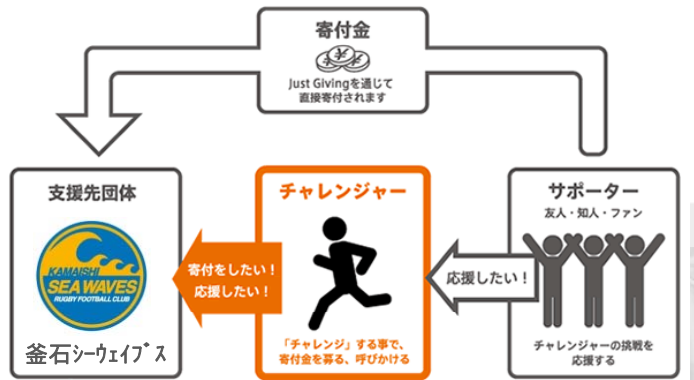 寄付金
¥ ¥ ¥
Just Givingを通じて
直接寄付されます
支援先団体
KAMAISHI
SEA WAVES
RUGBY FOOTBALL CLUB
釜石ｼｰｳｪｲﾌﾞｽ
寄付をしたい！
応援したい！
チャレンジャー
「チャレンジ」する事で、
寄付金を募る、呼びかける
応援したい！
サポーター
友人・知人・ファン
チャレンジャーの挑戦を
応援する